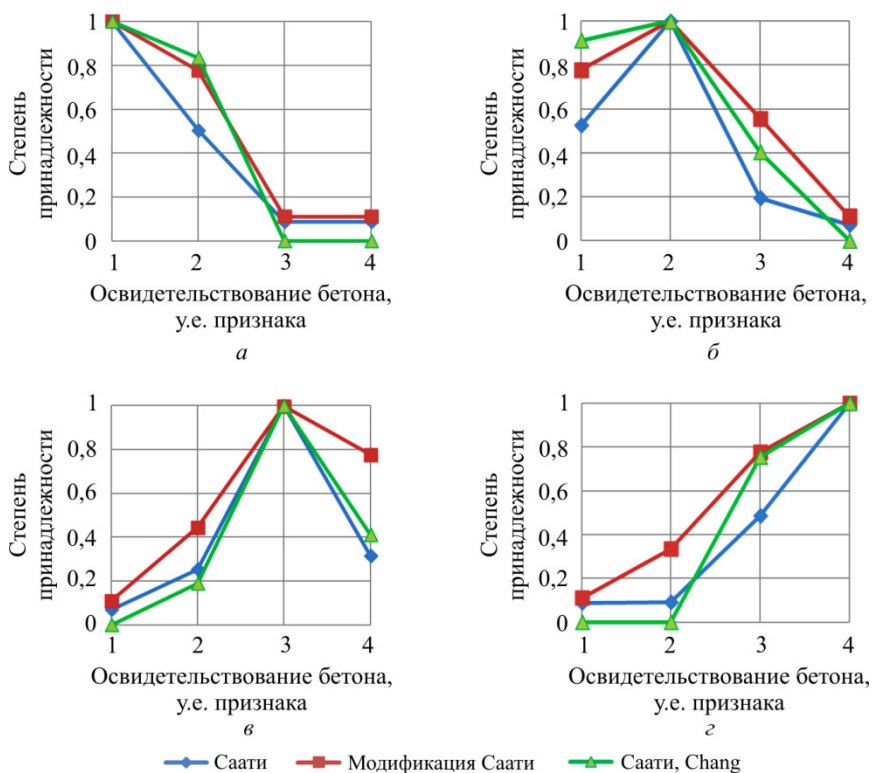 Степень
принадлежности
1
0,8
0,6
0,4
0,2
0
1 2 3 4
Освидетельствование бетона,
у.е. признака
а
Степень
принадлежности
1
0,8
0,6
0,4
0,2
0
1 2 3 4
Освидетельствование бетона,
у.е. признака
б
Степень
принадлежности
1
0,8
0,6
0,4
0,2
0
1 2 3 4
Освидетельствование бетона,
у.е. признака
в
Степень
принадлежности
1
0,8
0,6
0,4
0,2
0
1 2 3 4
Освидетельствование бетона,
у.е. признака
г
Саати Модификация Саати Саати, Chang